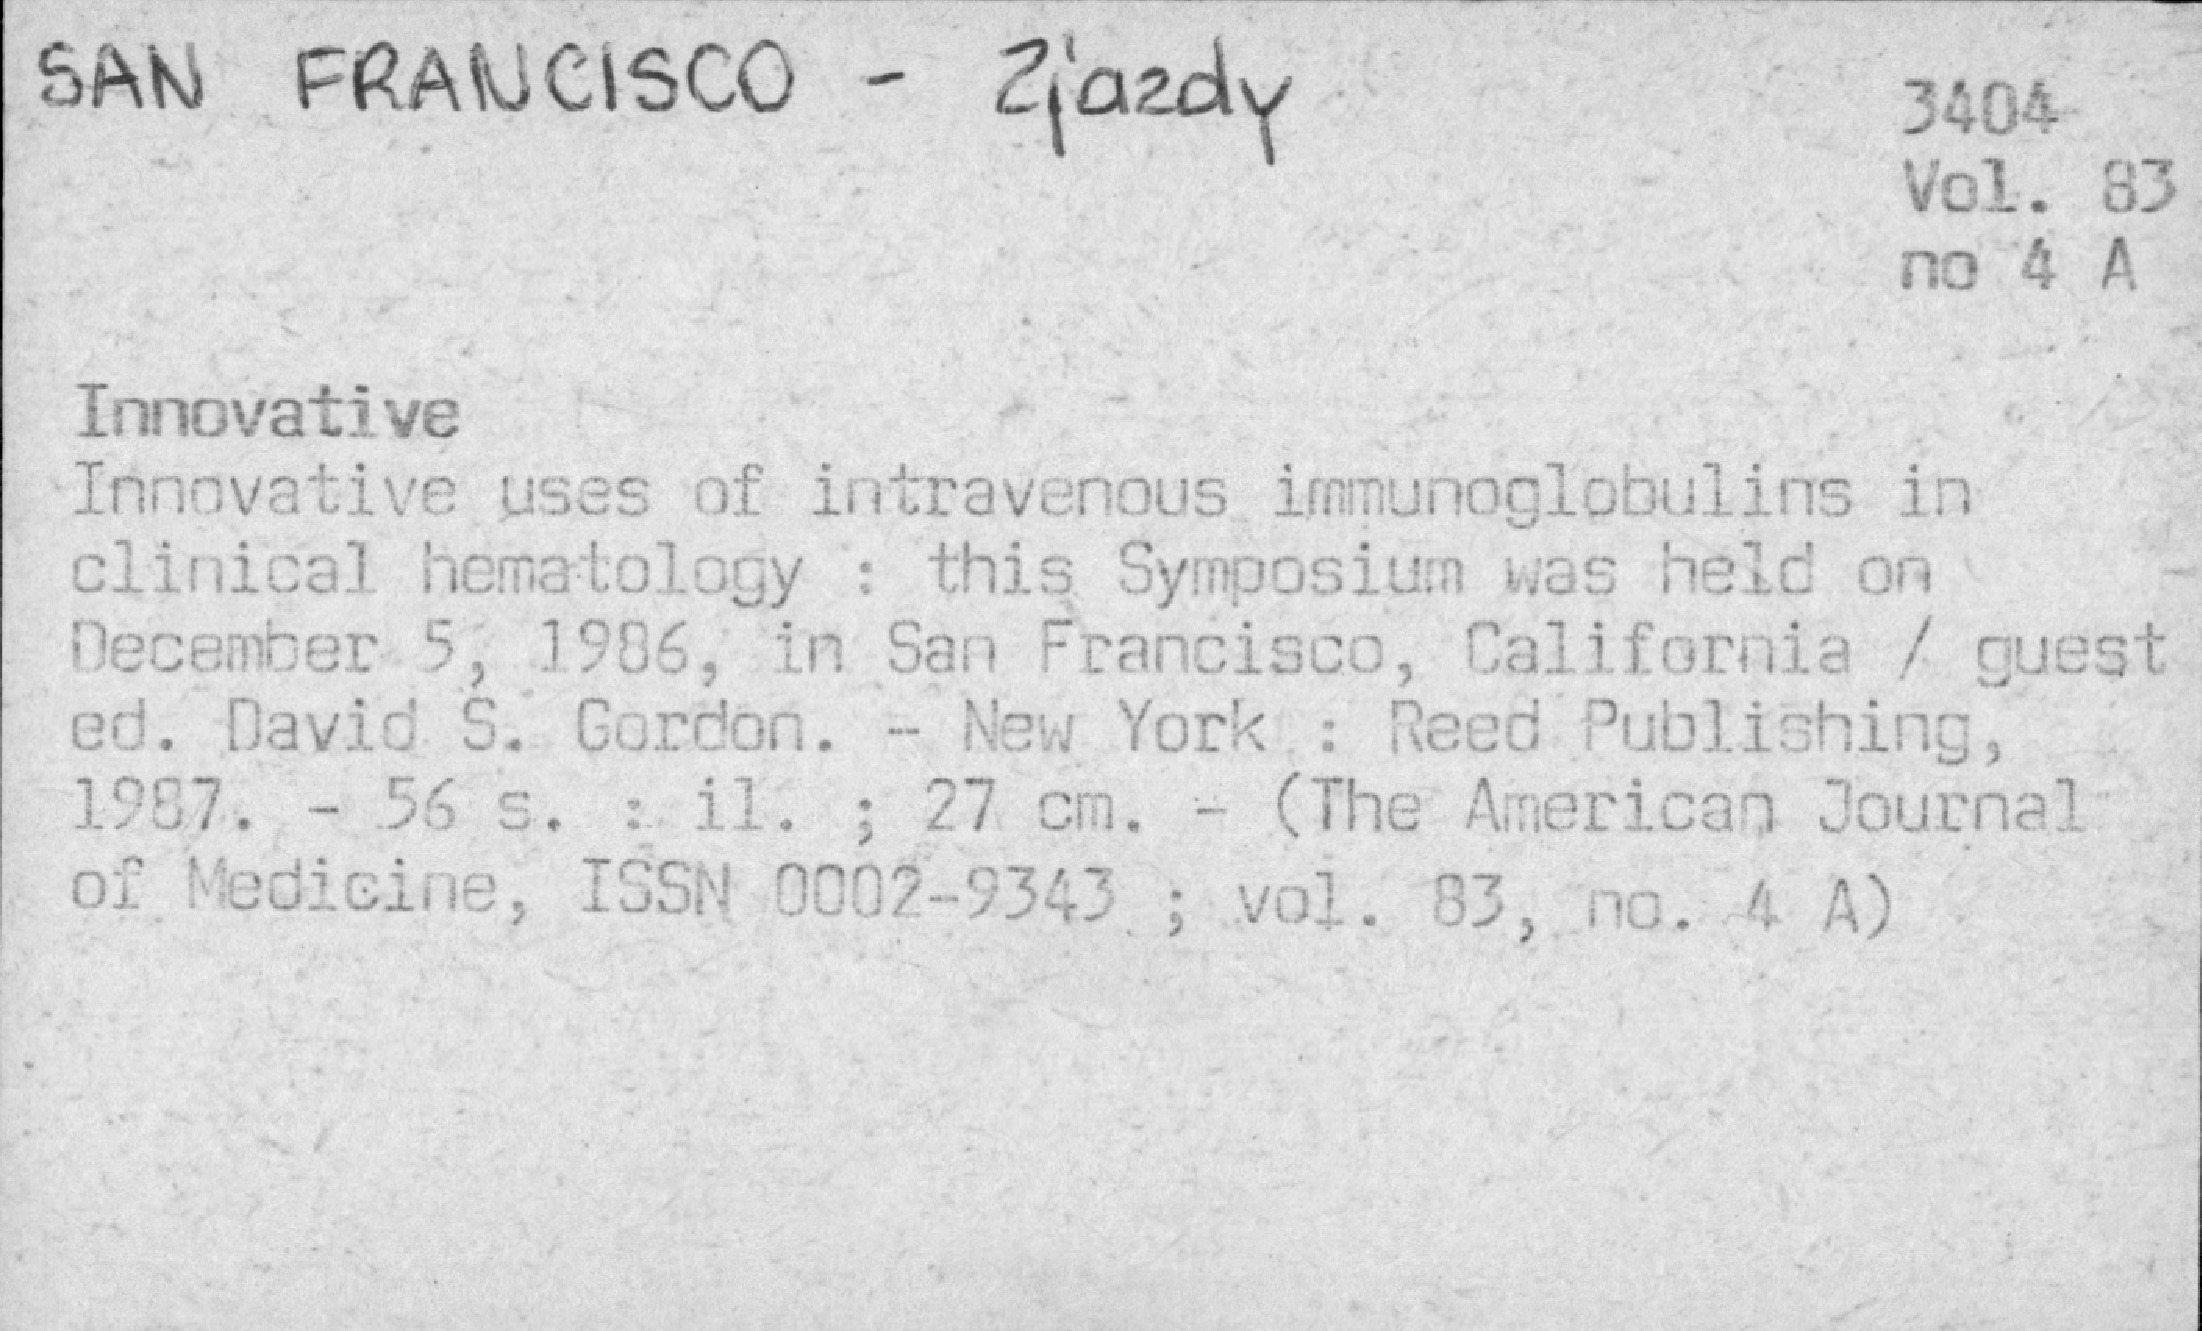 SAN FRANCISCO - Zjazdy
3404
Vol. 83
no 4 A
Innovative
Innovative uses of intravenous immunoglobulins in
clinical hematology : this Symposium was held on
December 5, 1986, in San Francisco, California / guest
ed. David S. Gordon. - New York : Reed Publishing,
1987. - 56 s. : il. ; 27 cm. - (The American Journal
of Medicine, ISSN 0002-9343 ; vol. 83, no. 4 A)